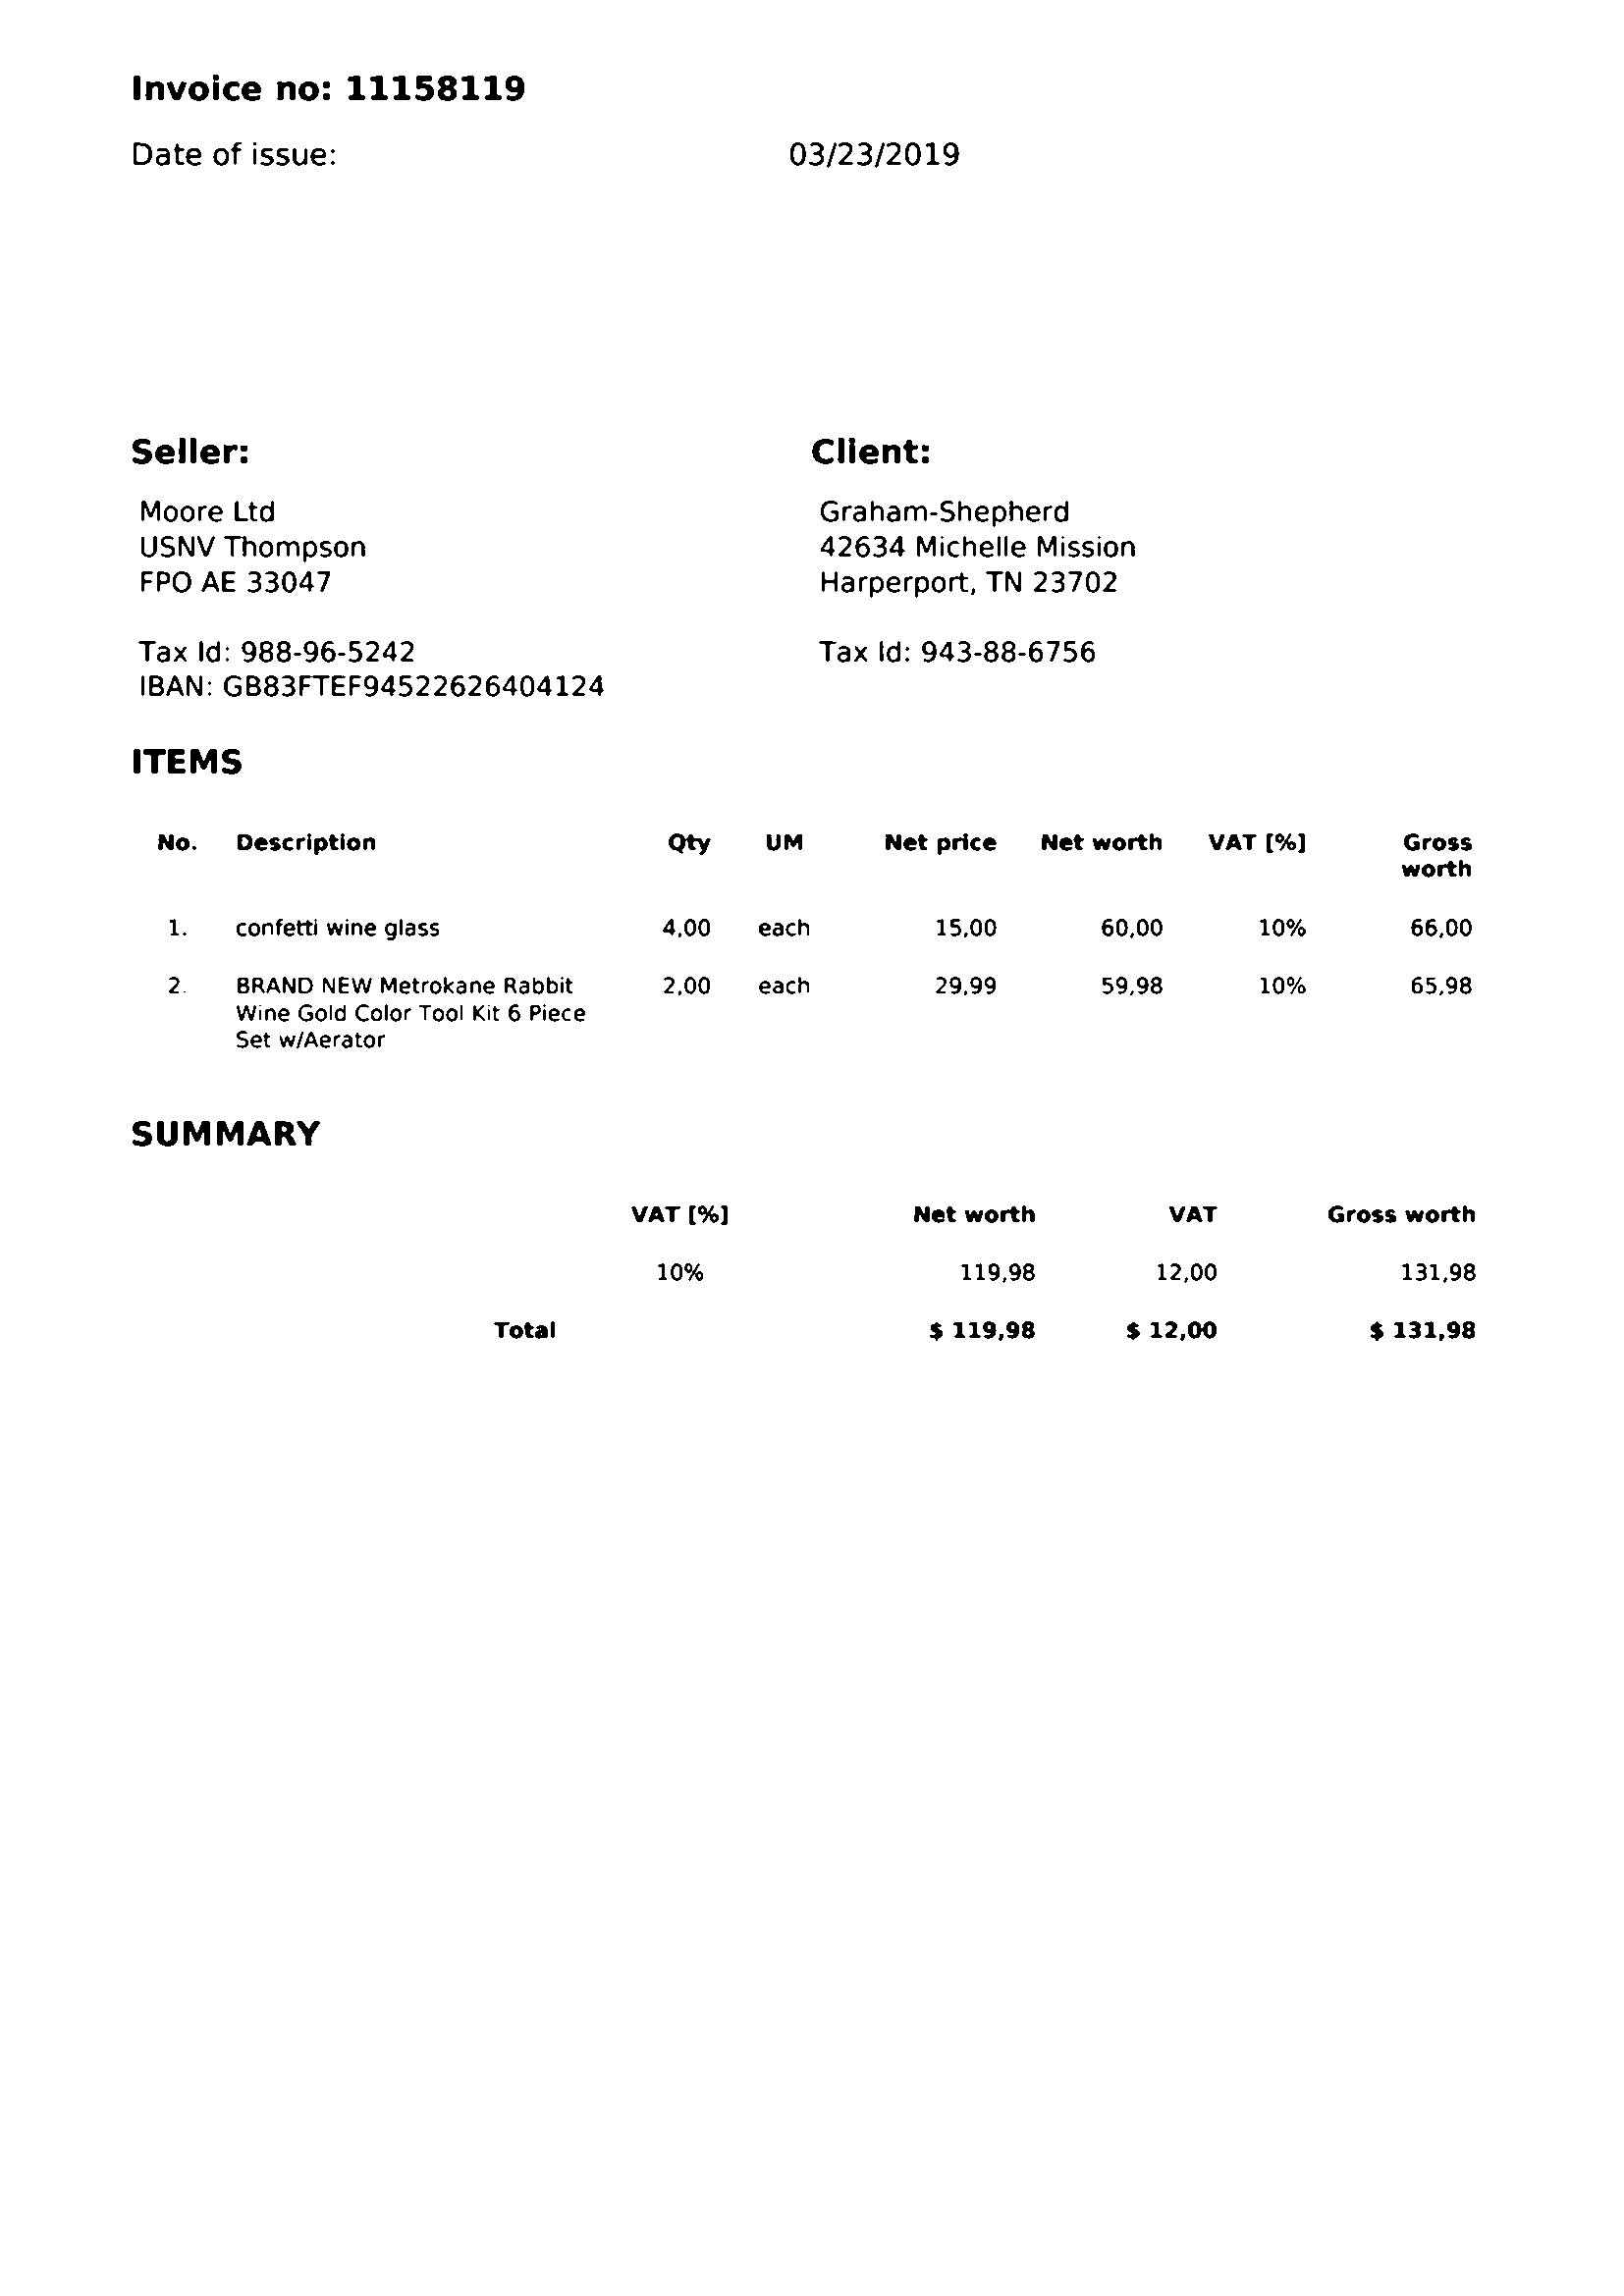 Invoice no: 11158119
Date of issue: 03/23/2019
Seller:
Moore Ltd
USNV Thompson
FPO AE 33047
Tax Id: 988-96-5242
IBAN: GB83FTEF94522626404124
Client:
Graham-Shepherd
42634 Michelle Mission
Harperport, TN 23702
Tax Id: 943-88-6756
ITEMS
No. Description Qty UM Net price Net worth VAT [%] Gross worth
1. confetti wine glass 4,00 each 15,00 60,00 10% 66,00
2. BRAND NEW Metrokane Rabbit 2,00 each 29,99 59,98 10% 65,98
Wine Gold Color Tool Kit 6 Piece
Set w/Aerator
SUMMARY
VAT [%] Net worth VAT Gross worth
10% 119,98 12,00 131,98
Total $ 119,98 $ 12,00 $ 131,98